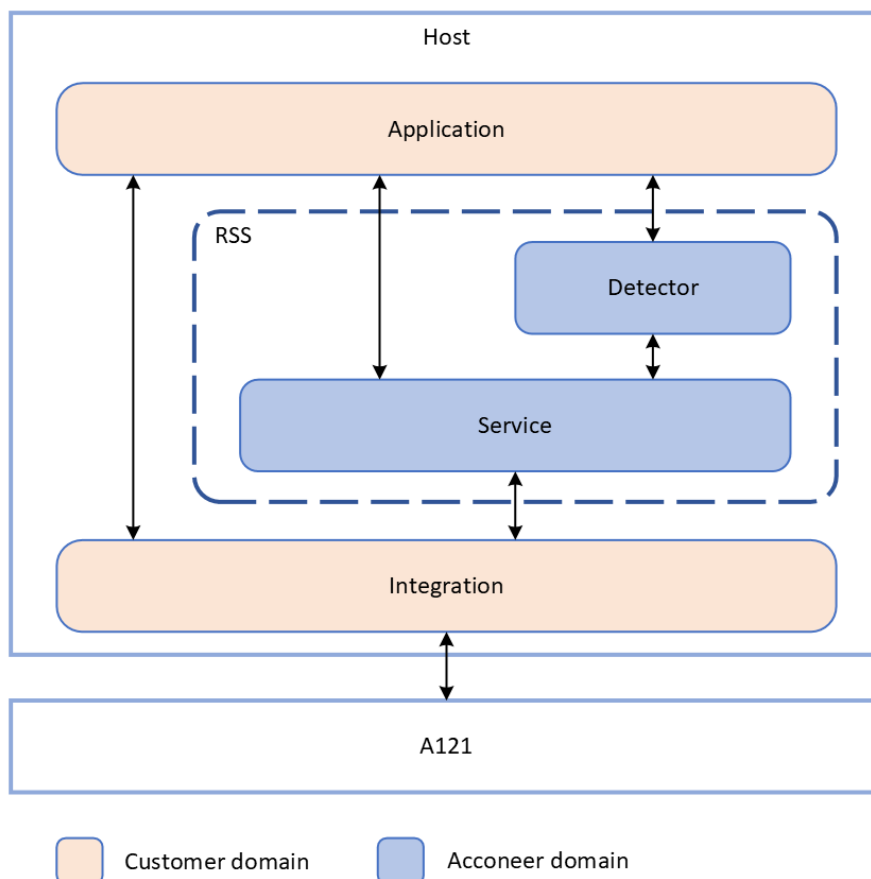 Host
Application
RSS
Detector
Service
Integration
A121
Customer domain
Acconeer domain